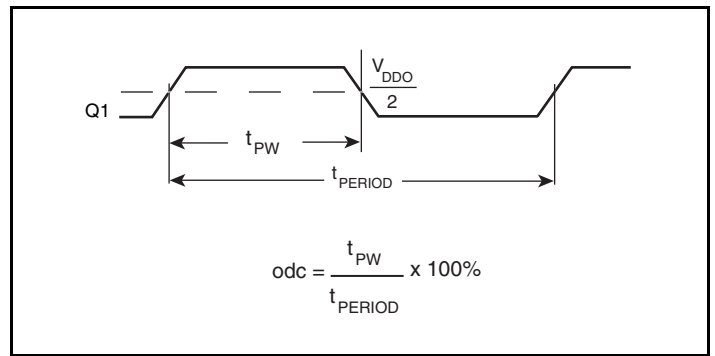 V_DDO
2
Q1
t_PW
t_PERIOD
odc = t_PW / t_PERIOD x 100%